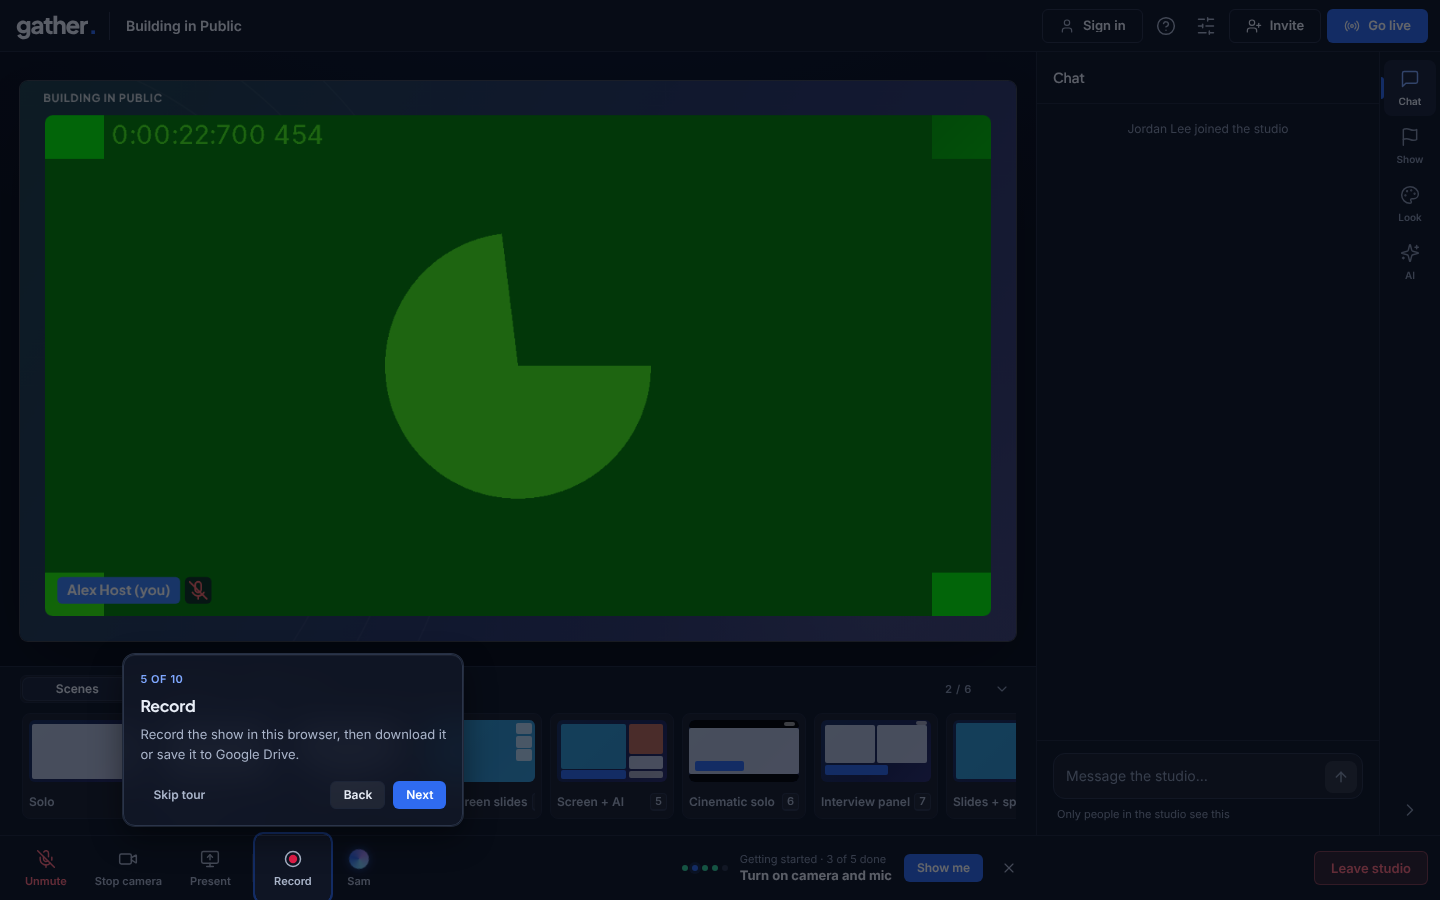 gather.
Building in Public
Sign in
Invite
Go live
BUILDING IN PUBLIC
0:00:22:700 454
Alex Host (you)
Chat
Jordan Lee joined the studio
Chat
Show
Look
AI
5 OF 10
Record
Record the show in this browser, then download it
or save it to Google Drive.
Skip tour
Back
Next
Scenes
2 / 6
Solo
reen slides
Screen + AI 5
Cinematic solo 6
Interview panel 7
Slides + sp
Message the studio...
Only people in the studio see this
Unmute
Stop camera
Present
Record
Sam
Getting started · 3 of 5 done
Turn on camera and mic
Show me
Leave studio